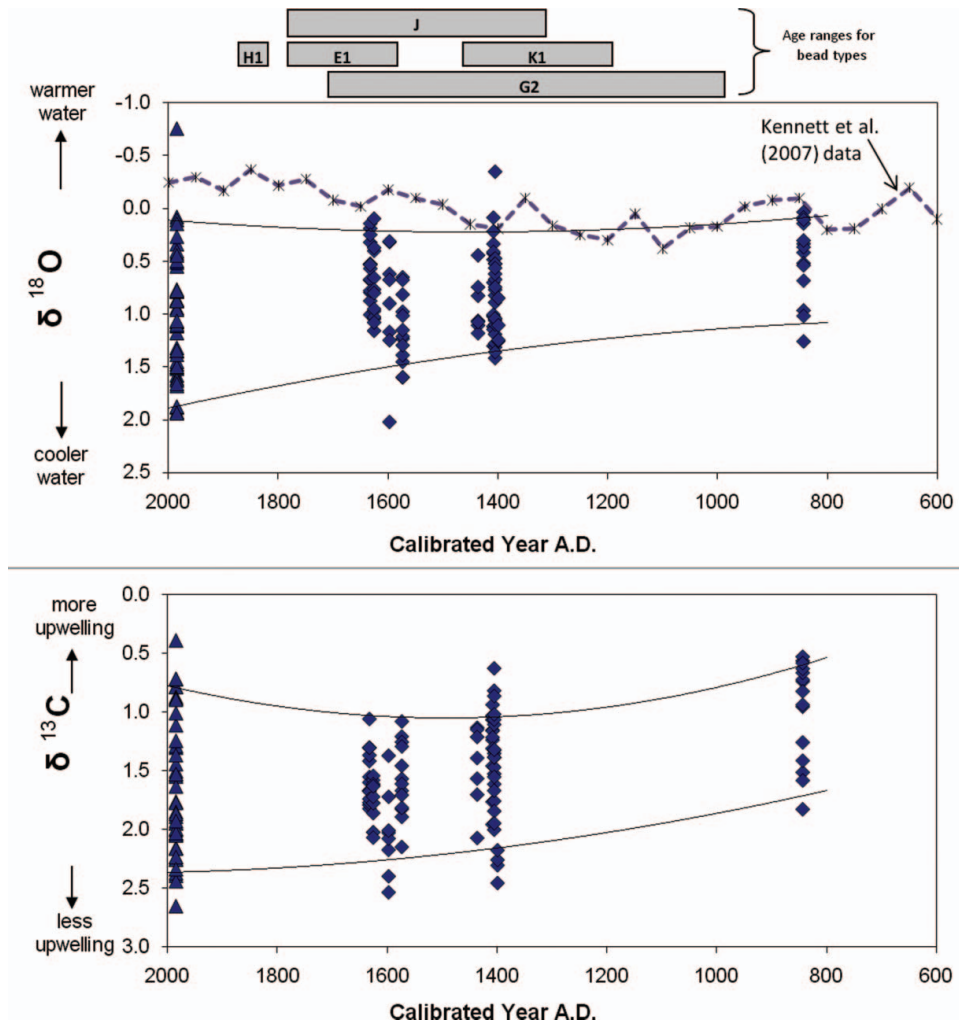 J
H1 E1 K1
G2
Age ranges for
bead types
warmer
water
-1.0
-0.5
0.0
0.5
1.0
1.5
2.0
2.5
δ 18O
cooler
water
Kennett et al.
(2007) data
2000 1800 1600 1400 1200 1000 800 600
Calibrated Year A.D.
more
upwelling
0.0
0.5
1.0
1.5
2.0
2.5
3.0
δ 13C
less
upwelling
2000 1800 1600 1400 1200 1000 800 600
Calibrated Year A.D.